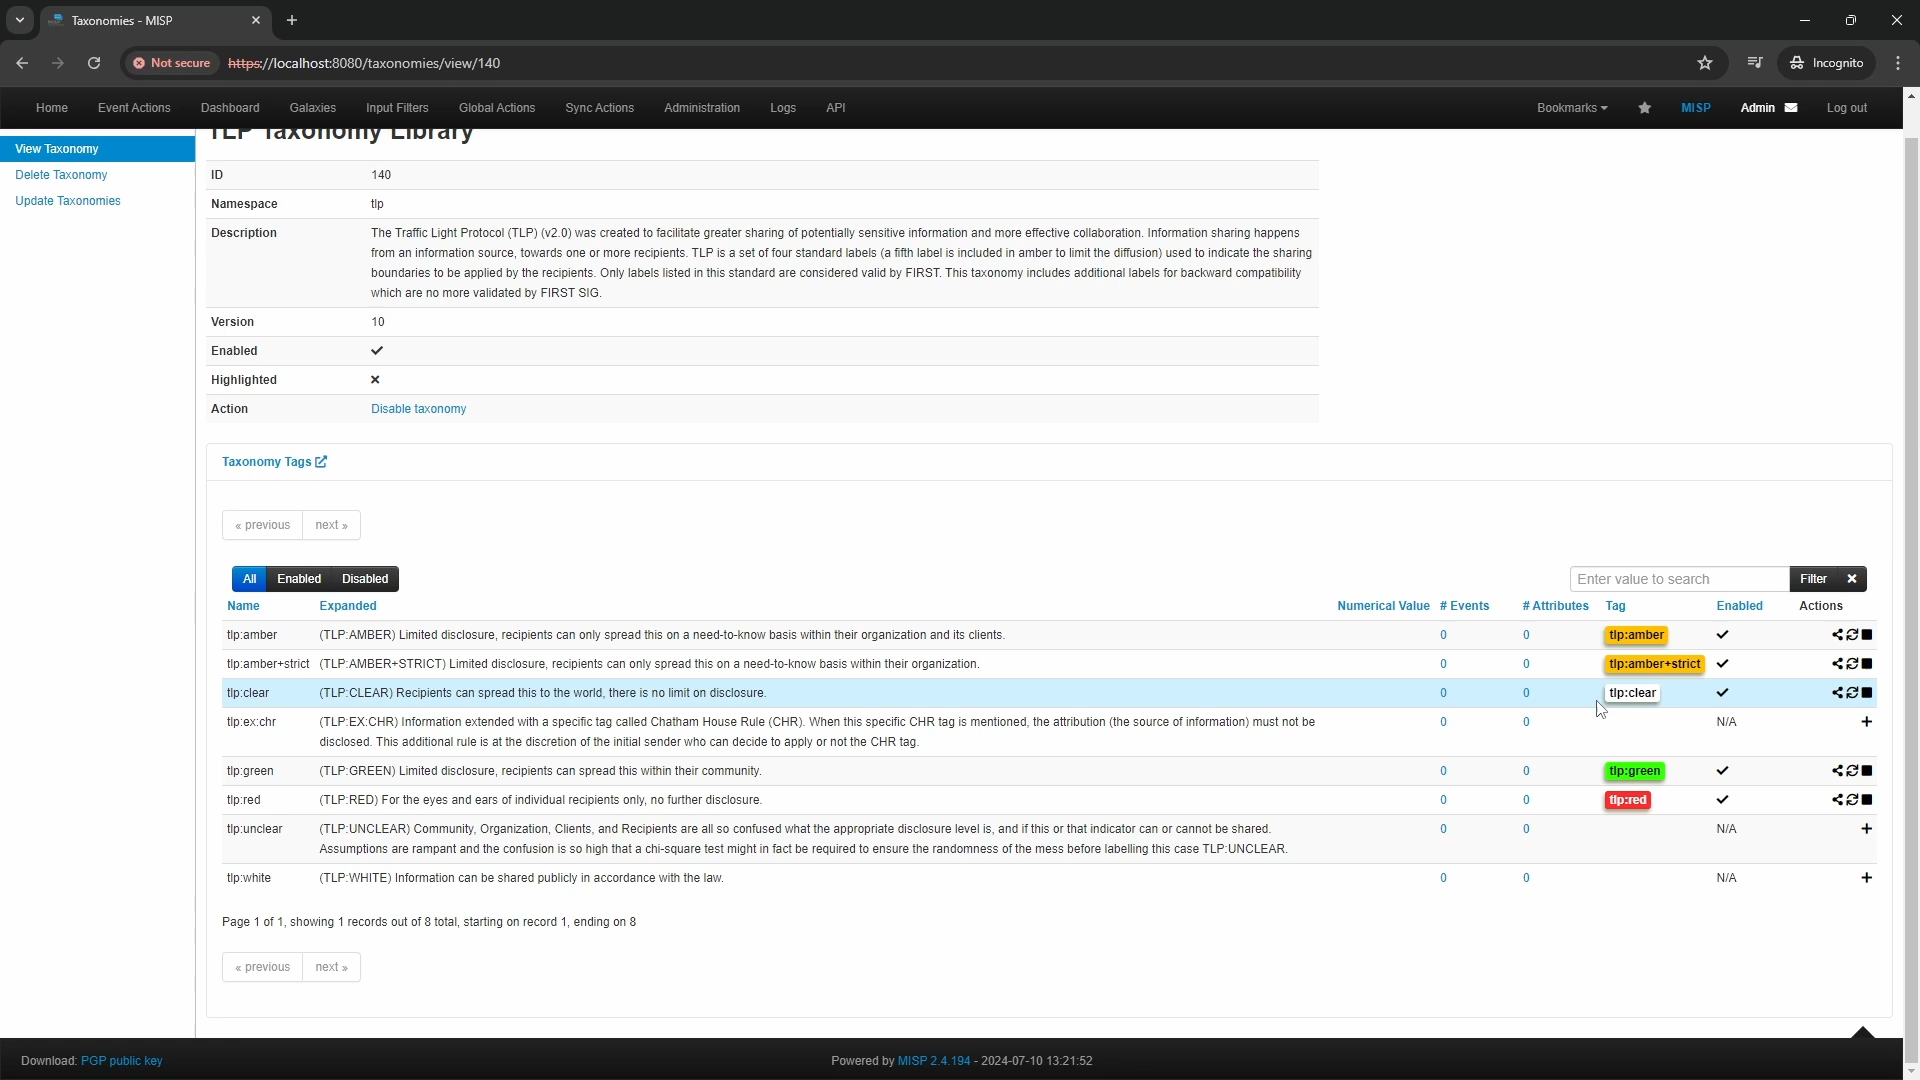 Taxonomies - MISP
Not secure https://localhost:8080/taxonomies/view/140 Incognito
Home Event Actions Dashboard Galaxies Input Filters Global Actions Sync Actions Administration Logs API Bookmarks MISP Admin Log out
TLP Taxonomy Library
View Taxonomy
Delete Taxonomy
Update Taxonomies
ID 140
Namespace tlp
Description The Traffic Light Protocol (TLP) (v2.0) was created to facilitate greater sharing of potentially sensitive information and more effective collaboration. Information sharing happens
from an information source, towards one or more recipients. TLP is a set of four standard labels (a fifth label is included in amber to limit the diffusion) used to indicate the sharing
boundaries to be applied by the recipients. Only labels listed in this standard are considered valid by FIRST. This taxonomy includes additional labels for backward compatibility
which are no more validated by FIRST SIG.
Version 10
Enabled
Highlighted
Action Disable taxonomy
Taxonomy Tags
« previous next »
All Enabled Disabled Enter value to search Filter
Name Expanded Numerical Value # Events # Attributes Tag Enabled Actions
tlp:amber (TLP:AMBER) Limited disclosure, recipients can only spread this on a need-to-know basis within their organization and its clients. 0 0 tlp:amber
tlp:amber+strict (TLP:AMBER+STRICT) Limited disclosure, recipients can only spread this on a need-to-know basis within their organization. 0 0 tlp:amber+strict
tlp:clear (TLP:CLEAR) Recipients can spread this to the world, there is no limit on disclosure. 0 0 tlp:clear
tlp:ex:chr (TLP:EX:CHR) Information extended with a specific tag called Chatham House Rule (CHR). When this specific CHR tag is mentioned, the attribution (the source of information) must not be 0 0 N/A
disclosed. This additional rule is at the discretion of the initial sender who can decide to apply or not the CHR tag.
tlp:green (TLP:GREEN) Limited disclosure, recipients can spread this within their community. 0 0 tlp:green
tlp:red (TLP:RED) For the eyes and ears of individual recipients only, no further disclosure. 0 0 tlp:red
tlp:unclear (TLP:UNCLEAR) Community, Organization, Clients, and Recipients are all so confused what the appropriate disclosure level is, and if this or that indicator can or cannot be shared. 0 0 N/A
Assumptions are rampant and the confusion is so high that a chi-square test might in fact be required to ensure the randomness of the mess before labelling this case TLP:UNCLEAR.
tlp:white (TLP:WHITE) Information can be shared publicly in accordance with the law. 0 0 N/A
Page 1 of 1, showing 1 records out of 8 total, starting on record 1, ending on 8
« previous next »
Download: PGP public key Powered by MISP 2.4.194 - 2024-07-10 13:21:52